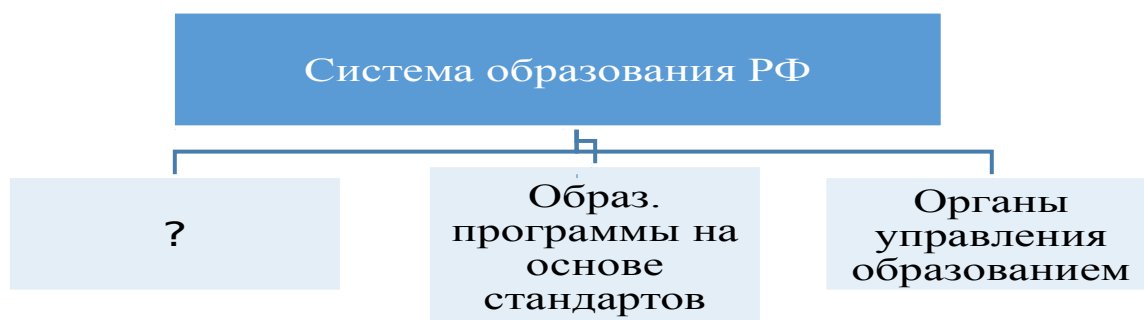 Система образования РФ
?
Образ.
программы на
основе
стандартов
Органы
управления
образованием